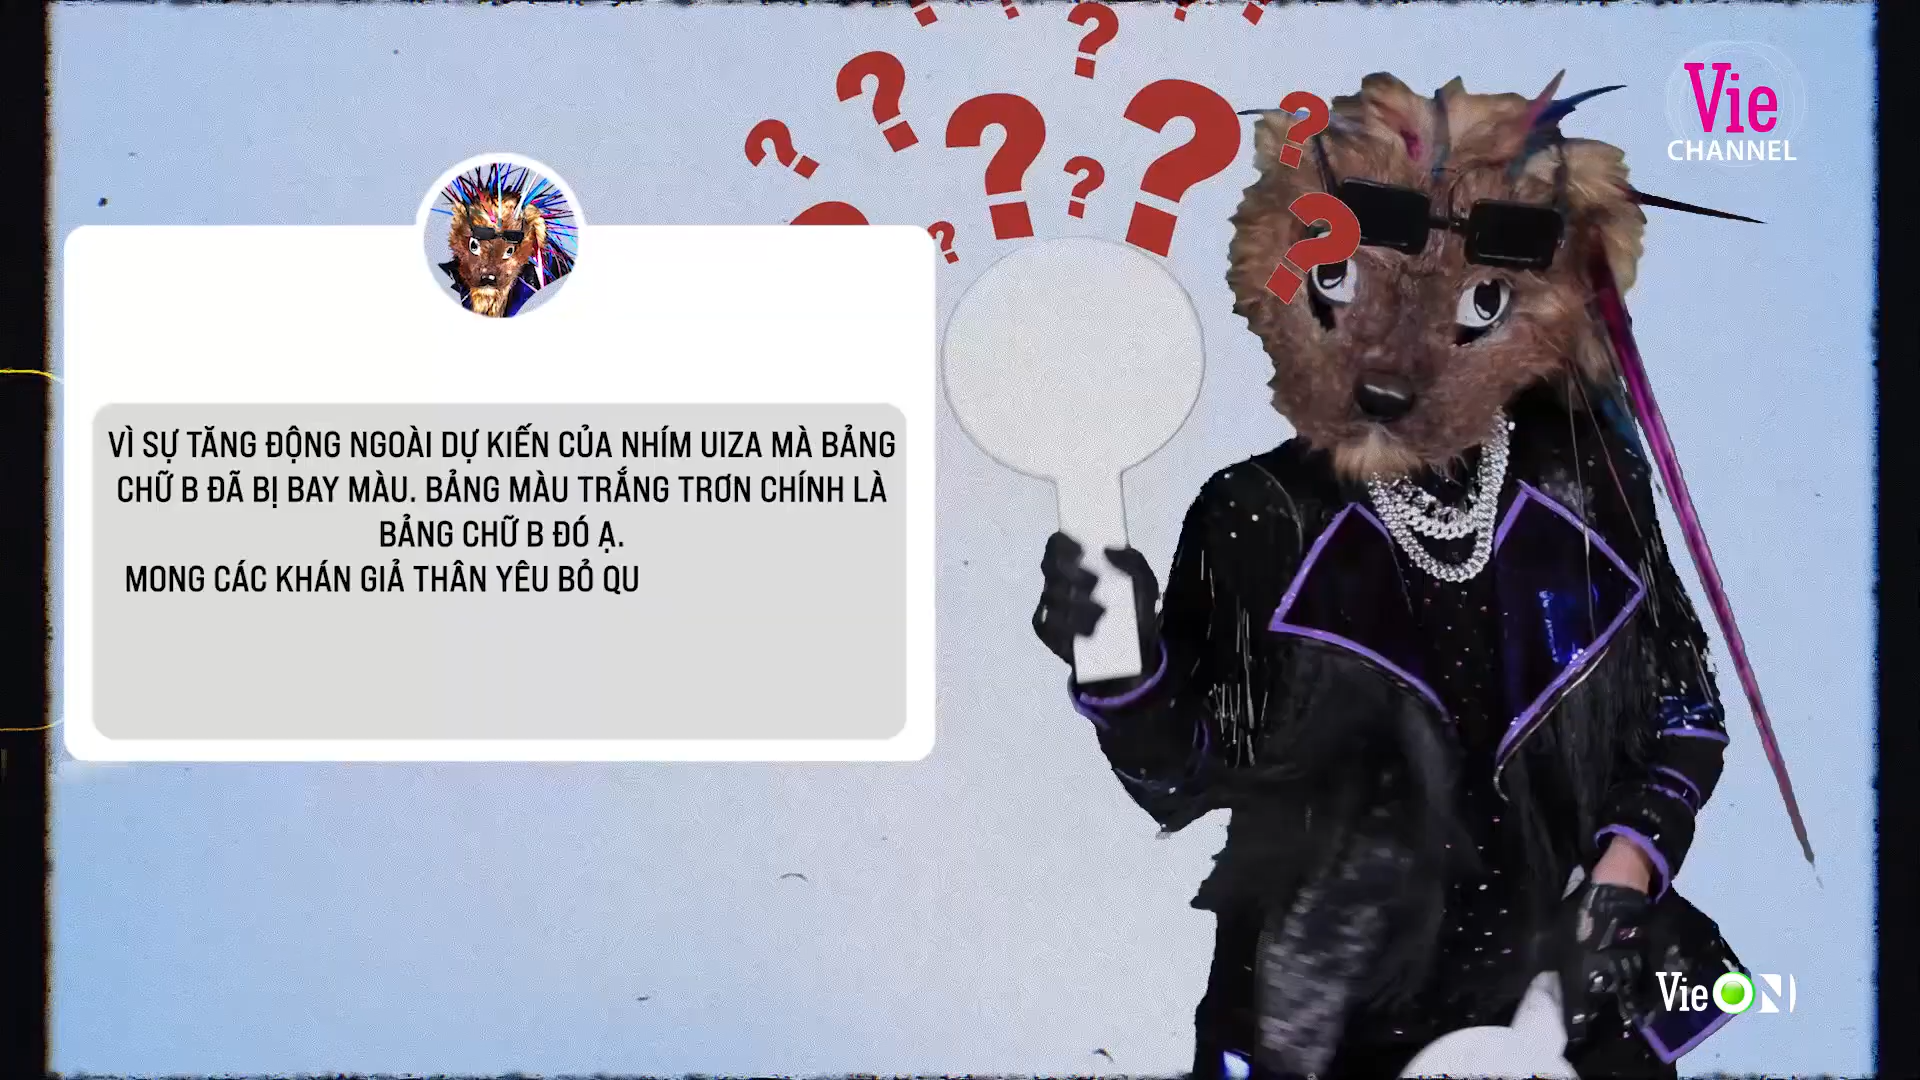 Vie
CHANNEL
VÌ SỰ TĂNG ĐỘNG NGOÀI DỰ KIẾN CỦA NHÍM UIZA MÀ BẢNG
CHỮ B ĐÃ BỊ BAY MÀU. BẢNG MÀU TRẮNG TRƠN CHÍNH LÀ
BẢNG CHỮ B ĐÓ Ạ.
MONG CÁC KHÁN GIẢ THÂN YÊU BỎ QU
VieON